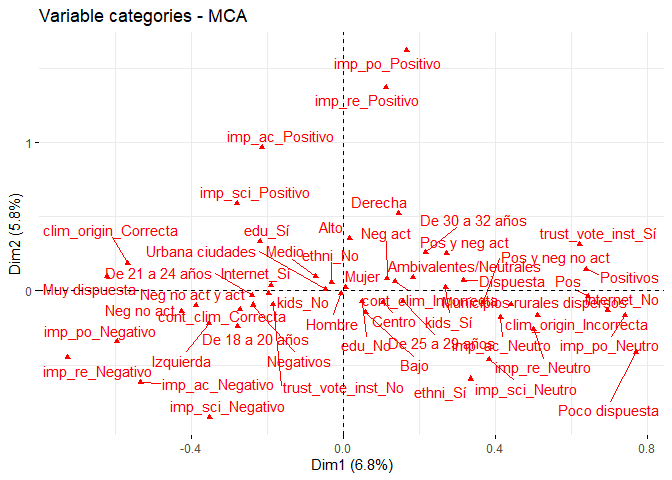 Variable categories - MCA
imp_po_Positivo
imp_re_Positivo
imp_ac_Positivo
imp_sci_Positivo
Derecha
De 30 a 32 años
clim_origin_Correcta
edu_Sí
Alto
Neg act
Pos y neg act
trust_vote_inst_Sí
Urbana ciudades
Medio
ethni_No
Pos y neg no act
De 21 a 24 años
Internet_Sí
Mujer
Ambivalentes/Neutrales
Dispuesta
Pos
Positivos
Muy dispuesta
Neg no act y act
kids_No
cont_clim_Incorrecta
Municipios rurales dispersos
Internet_No
Neg no act
cont_clim_Correcta
Hombre
Centro
kids_Sí
clim_origin_Incorrecta
imp_po_Negativo
De 18 a 20 años
edu_No
De 25 a 29 años
imp_ac_Neutro
imp_po_Neutro
Izquierda
Negativos
Bajo
imp_re_Neutro
imp_re_Negativo
imp_ac_Negativo
trust_vote_inst_No
ethni_Sí
imp_sci_Neutro
imp_sci_Negativo
Poco dispuesta
1
0
-0.4
0.0
0.4
0.8
Dim1 (6.8%)
Dim2 (5.8%)